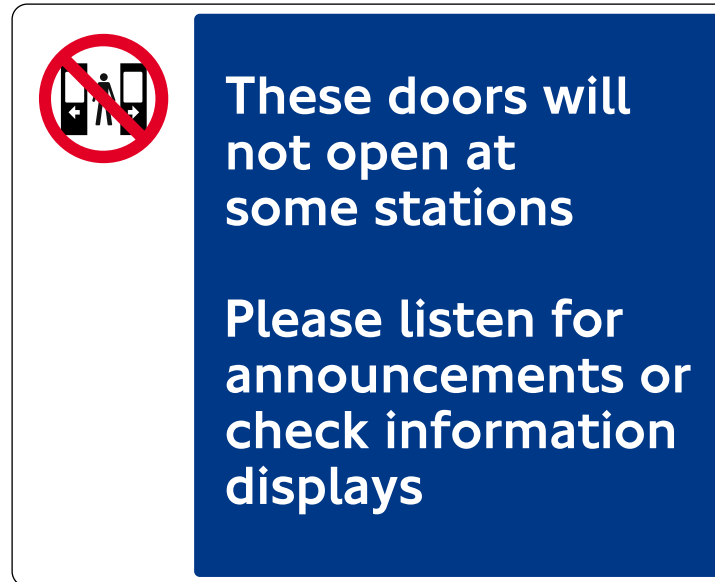 These doors will
not open at
some stations
Please listen for
announcements or
check information
displays